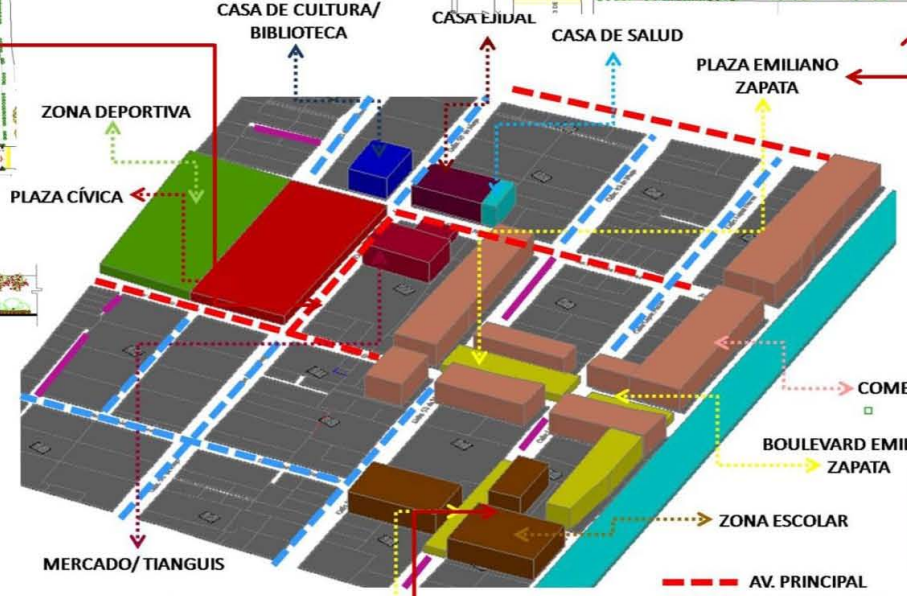 CASA DE CULTURA/
BIBLIOTECA
CASA EJIDAL
CASA DE SALUD
PLAZA EMILIANO
ZAPATA
ZONA DEPORTIVA
PLAZA CÍVICA
COME
BOULEVARD EMI
ZAPATA
ZONA ESCOLAR
MERCADO/ TIANGUIS
AV. PRINCIPAL